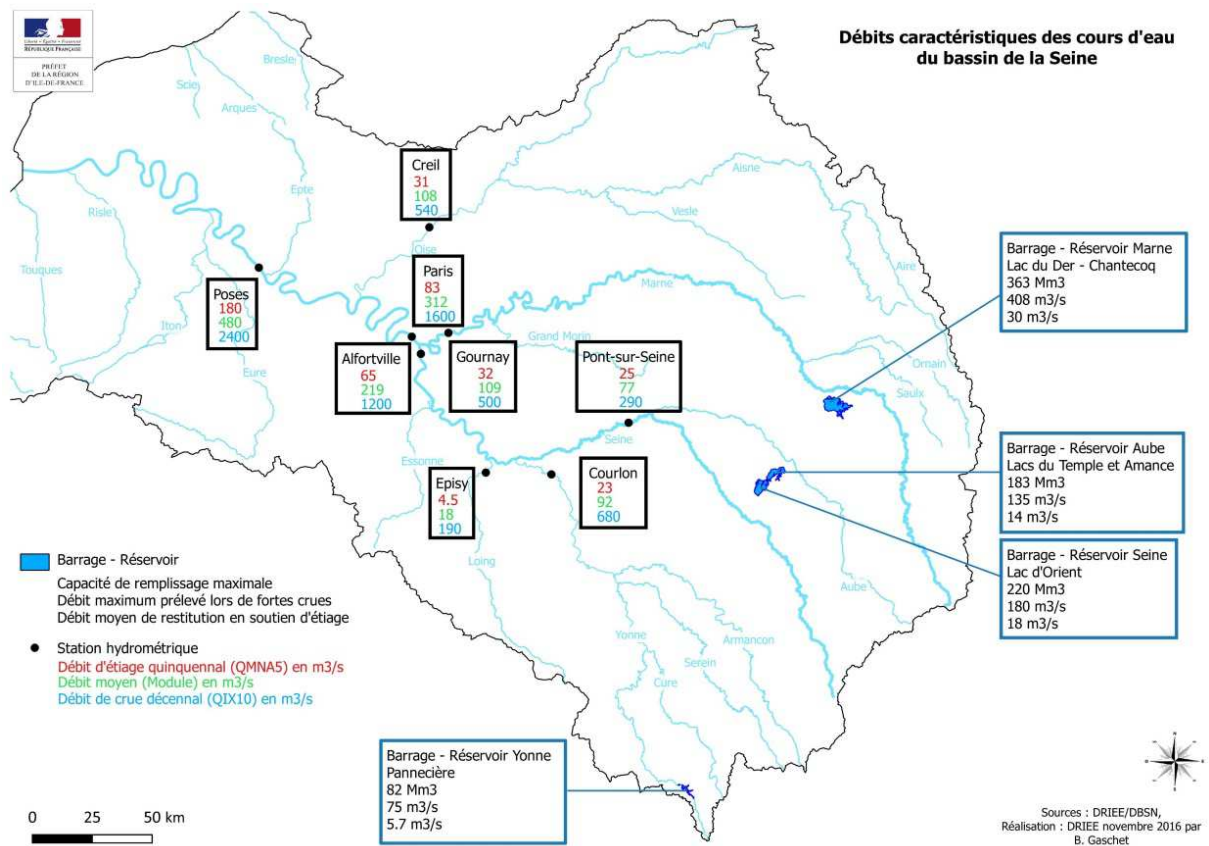 Liberté • Égalité • Fraternité
RÉPUBLIQUE FRANÇAISE
PRÉFET
DE LA RÉGION
D'ILE-DE-FRANCE
Débits caractéristiques des cours d'eau
du bassin de la Seine
Bresle
Scie
Arques
Epte
Risle
Touques
Iton
Eure
Creil
31
108
540
Oise
Aisne
Vesle
Aire
Paris
83
312
1600
Marne
Poses
180
480
2400
Grand Morin
Alfortville
65
219
1200
Gournay
32
109
500
Pont-sur-Seine
25
77
290
Ornain
Saulx
Seine
Essonne
Episy
4.5
18
190
Courlon
23
92
680
Loing
Aube
Yonne
Armancon
Serein
Cure
Barrage - Réservoir Marne
Lac du Der - Chantecoq
363 Mm3
408 m3/s
30 m3/s
Barrage - Réservoir Aube
Lacs du Temple et Amance
183 Mm3
135 m3/s
14 m3/s
Barrage - Réservoir Seine
Lac d'Orient
220 Mm3
180 m3/s
18 m3/s
Barrage - Réservoir Yonne
Pannecière
82 Mm3
75 m3/s
5.7 m3/s
Barrage - Réservoir
Capacité de remplissage maximale
Débit maximum prélevé lors de fortes crues
Débit moyen de restitution en soutien d'étiage
Station hydrométrique
Débit d'étiage quinquennal (QMNA5) en m3/s
Débit moyen (Module) en m3/s
Débit de crue décennal (QIX10) en m3/s
0 25 50 km
Sources : DRIEE/DBSN,
Réalisation : DRIEE novembre 2016 par
B. Gaschet